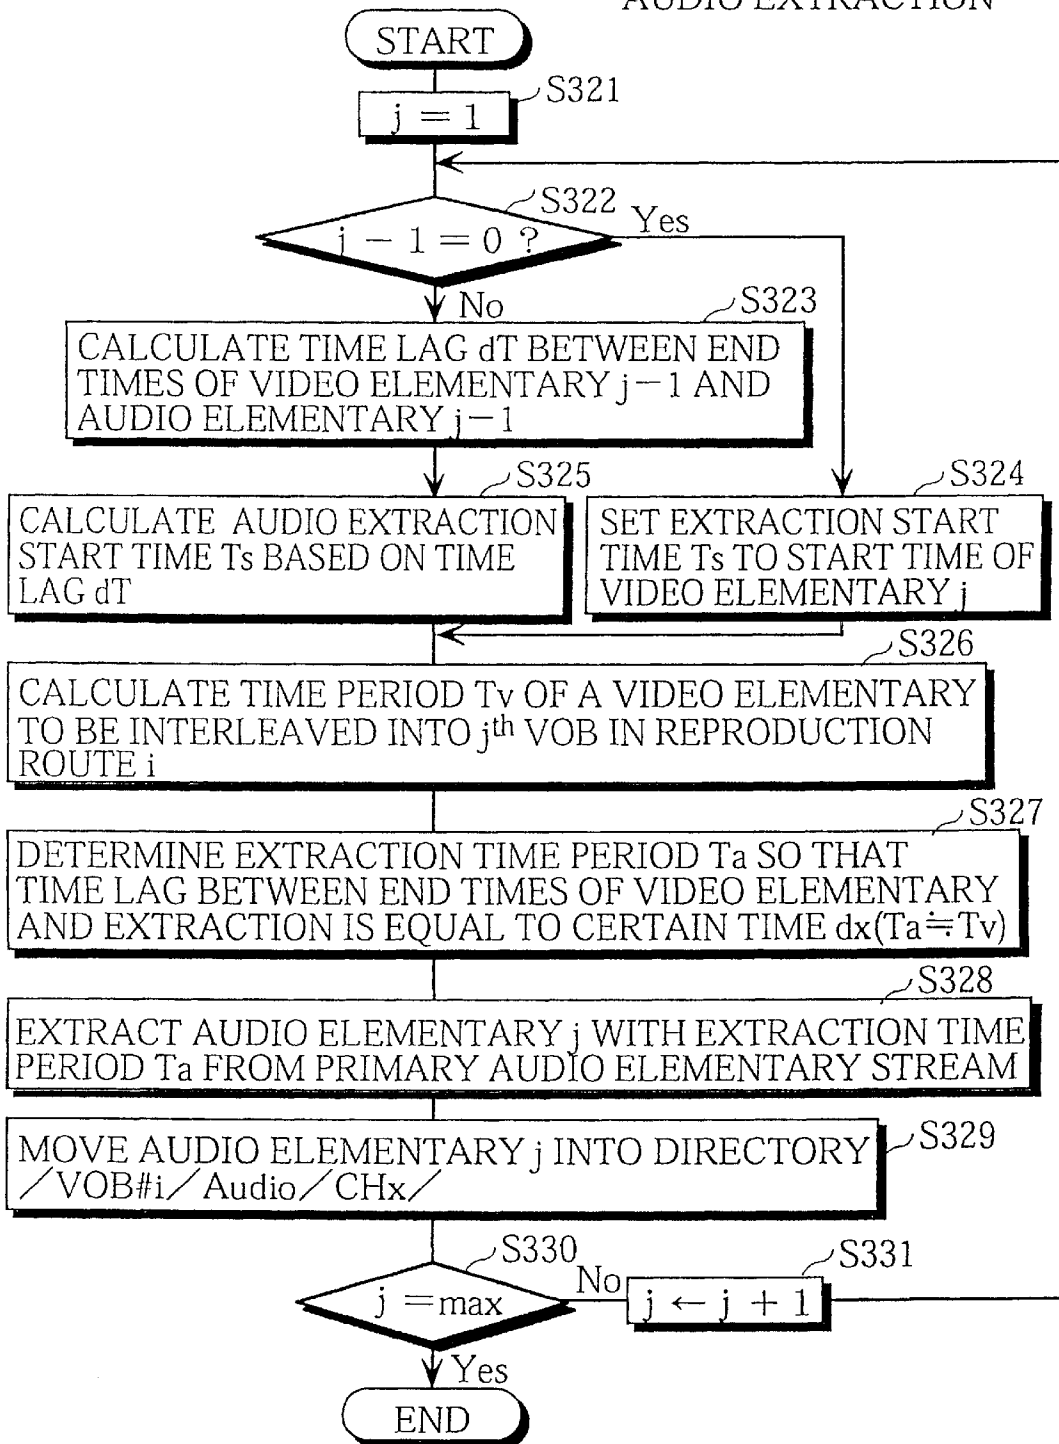 AUDIO EXTRACTION
START
S321
j = 1
S322
j - 1 = 0 ?
Yes
No
S323
CALCULATE TIME LAG dT BETWEEN END
TIMES OF VIDEO ELEMENTARY j-1 AND
AUDIO ELEMENTARY j-1
S325
CALCULATE AUDIO EXTRACTION
START TIME Ts BASED ON TIME
LAG dT
S324
SET EXTRACTION START
TIME Ts TO START TIME OF
VIDEO ELEMENTARY j
S326
CALCULATE TIME PERIOD Tv OF A VIDEO ELEMENTARY
TO BE INTERLEAVED INTO jth VOB IN REPRODUCTION
ROUTE i
S327
DETERMINE EXTRACTION TIME PERIOD Ta SO THAT
TIME LAG BETWEEN END TIMES OF VIDEO ELEMENTARY
AND EXTRACTION IS EQUAL TO CERTAIN TIME dx(Ta≒Tv)
S328
EXTRACT AUDIO ELEMENTARY j WITH EXTRACTION TIME
PERIOD Ta FROM PRIMARY AUDIO ELEMENTARY STREAM
S329
MOVE AUDIO ELEMENTARY j INTO DIRECTORY
/VOB#i/Audio/CHx/
S330
j =max
No
S331
j ← j + 1
Yes
END